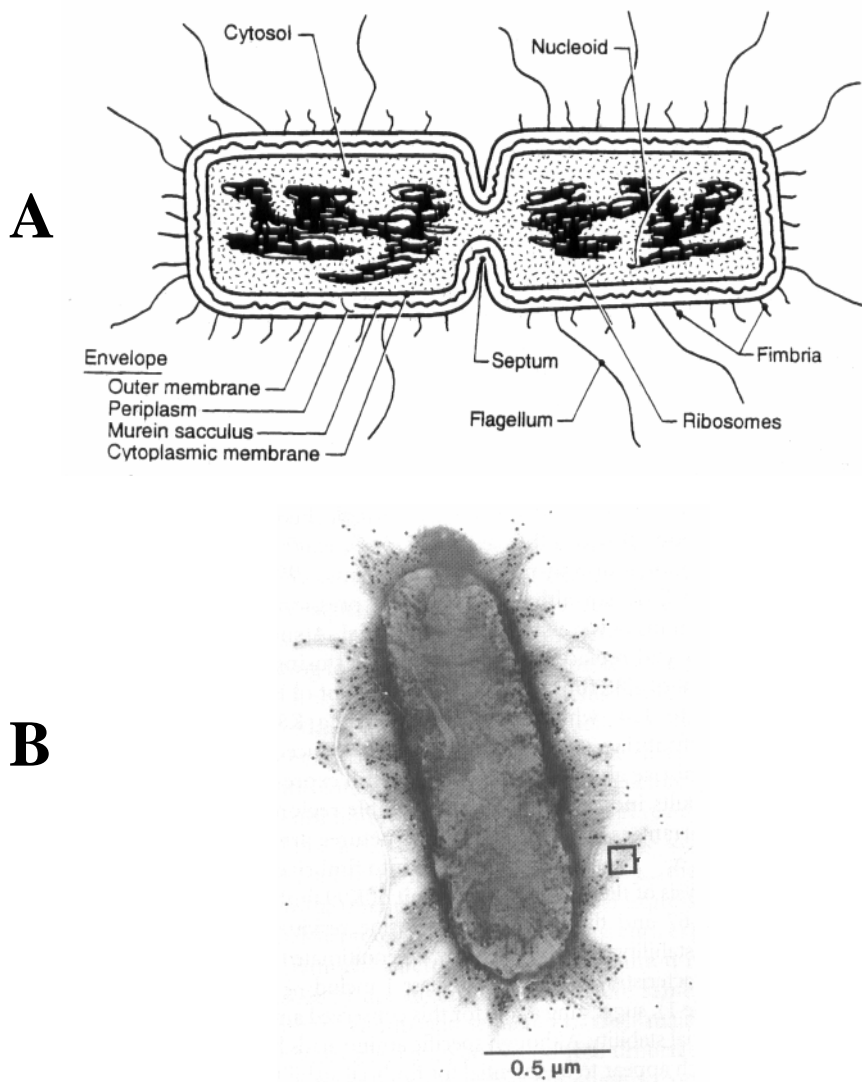 A
Cytosol
Nucleoid
Envelope
Outer membrane
Periplasm
Murein sacculus
Cytoplasmic membrane
Septum
Flagellum
Ribosomes
Fimbria
B
0.5 µm